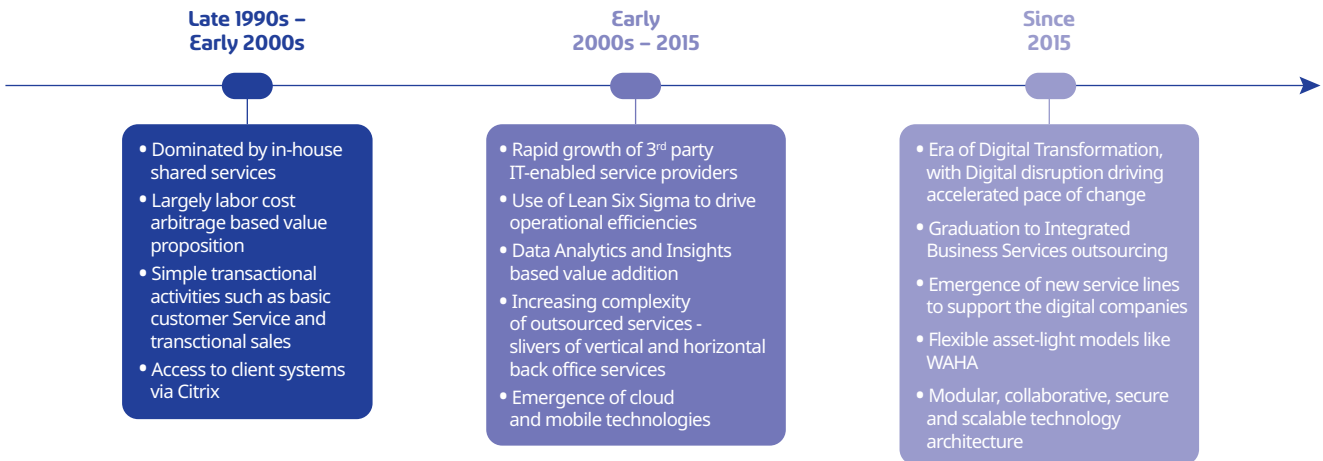 Late 1990s –
Early 2000s
Early
2000s – 2015
Since
2015
• Dominated by in-house
shared services
• Largely labor cost
arbitrage based value
proposition
• Simple transactional
activities such as basic
customer Service and
transctional sales
• Access to client systems
via Citrix
• Rapid growth of 3rd party
IT-enabled service providers
• Use of Lean Six Sigma to drive
operational efficiencies
• Data Analytics and Insights
based value addition
• Increasing complexity
of outsourced services -
slivers of vertical and horizontal
back office services
• Emergence of cloud
and mobile technologies
• Era of Digital Transformation,
with Digital disruption driving
accelerated pace of change
• Graduation to Integrated
Business Services outsourcing
• Emergence of new service lines
to support the digital companies
• Flexible asset-light models like
WAHA
• Modular, collaborative, secure
and scalable technology
architecture